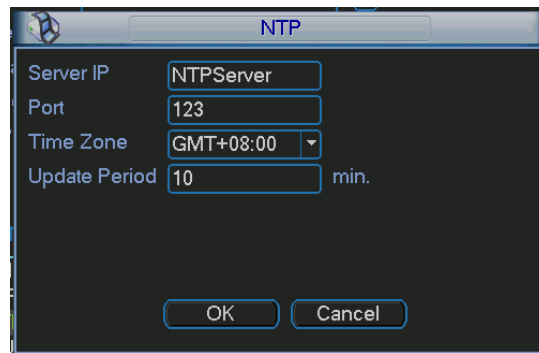 NTP
Server IP NTPServer
Port 123
Time Zone GMT+08:00
Update Period 10 min.
OK Cancel